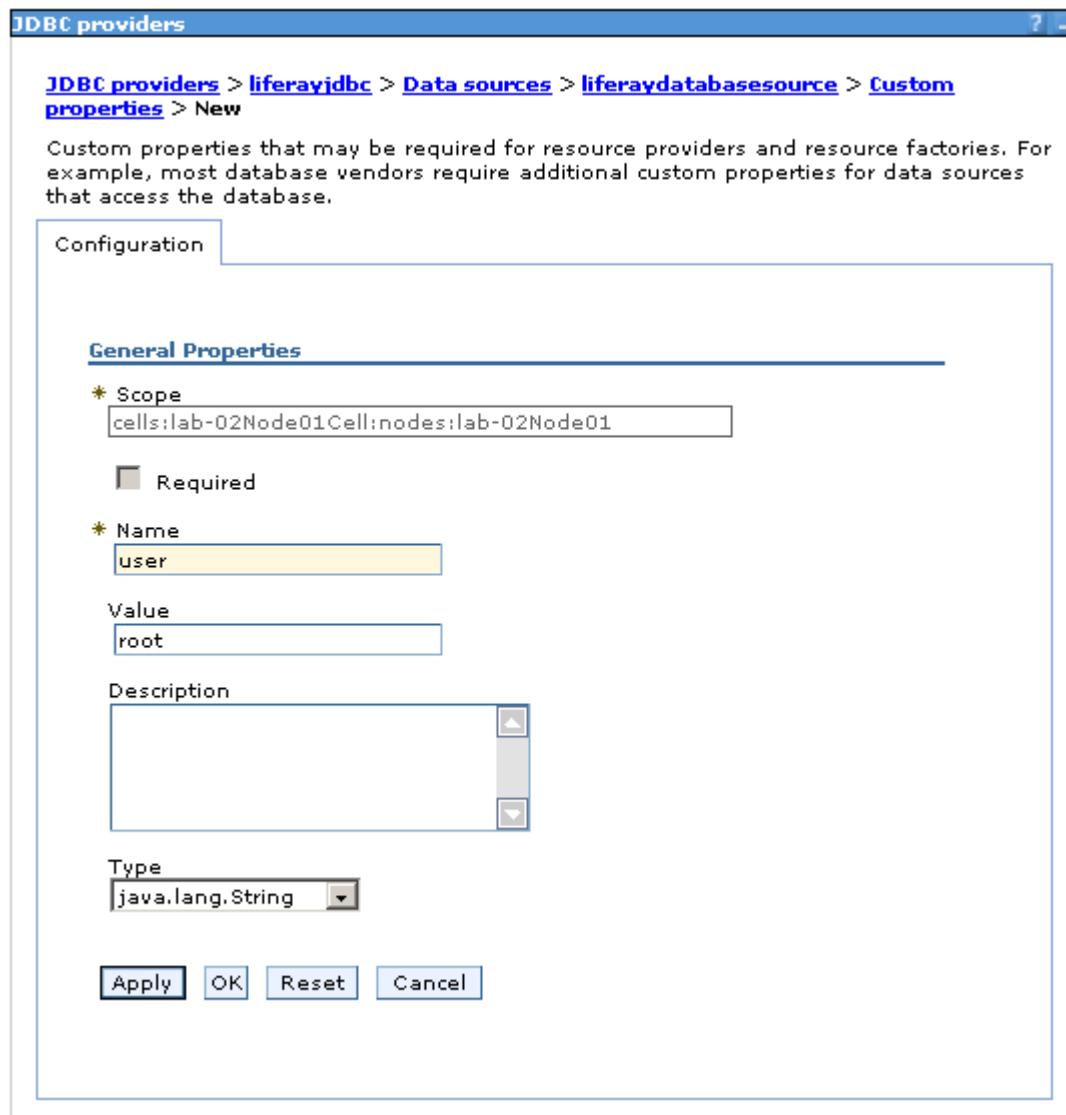 JDBC providers ? -
JDBC providers > liferayjdbc > Data sources > liferaydatabasesource > Custom
properties > New
Custom properties that may be required for resource providers and resource factories. For
example, most database vendors require additional custom properties for data sources
that access the database.
Configuration
General Properties
* Scope
cells:lab-02Node01Cell:nodes:lab-02Node01
Required
* Name
user
Value
root
Description
Type
java.lang.String
Apply OK Reset Cancel